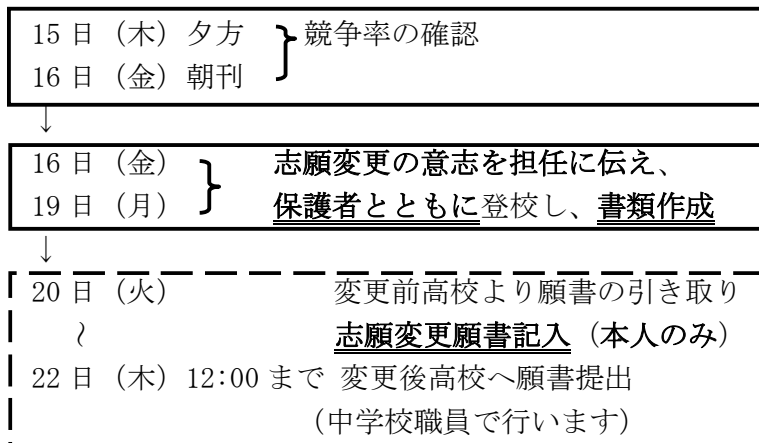 15日（木）夕方 競争率の確認
16日（金）朝刊
↓
16日（金） 志願変更の意志を担任に伝え、
19日（月） 保護者とともに登校し、書類作成
↓
20日（火） 変更前高校より願書の引き取り
～ 志願変更願書記入（本人のみ）
22日（木）12:00まで 変更後高校へ願書提出
（中学校職員で行います）